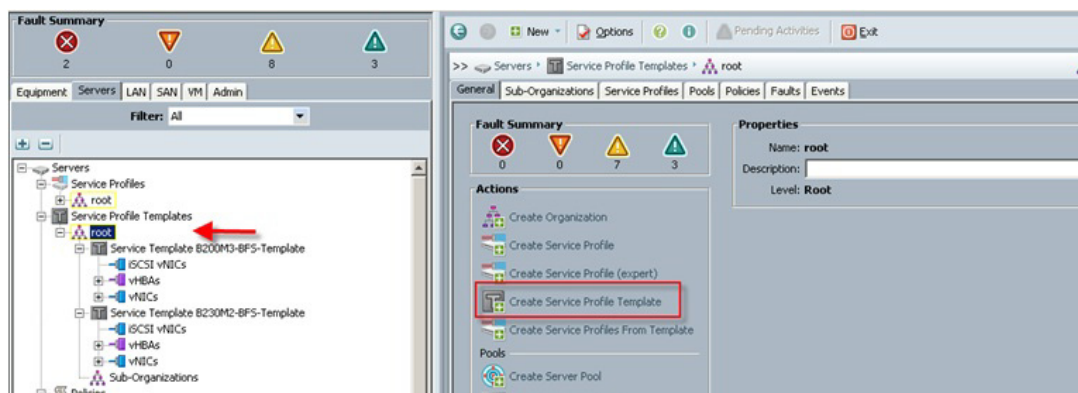 Fault Summary
2 0 8 3
Equipment Servers LAN SAN VM Admin
Filter: All
Servers
Service Profiles
root
Service Profile Templates
root
Service Template B200M3-BFS-Template
iSCSI vNICs
vHBAs
vNICs
Service Template B230M2-BFS-Template
iSCSI vNICs
vHBAs
vNICs
Sub-Organizations
Policies
New Options Pending Activities Exit
>> Servers Service Profile Templates root
General Sub-Organizations Service Profiles Pools Policies Faults Events
Fault Summary
0 0 7 3
Actions
Create Organization
Create Service Profile
Create Service Profile (expert)
Create Service Profile Template
Create Service Profiles From Template
Pools
Create Server Pool
Properties
Name: root
Description:
Level: Root